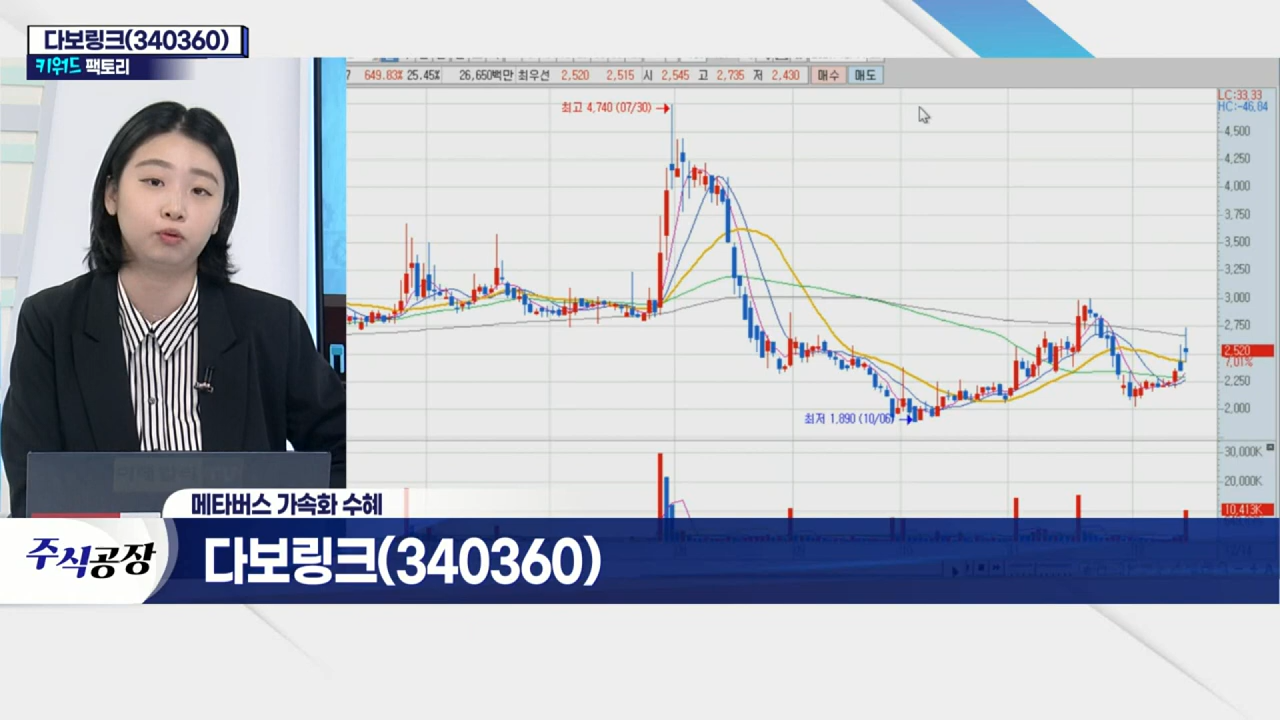 다보링크(340360)
키워드 팩토리
7 649.83% 25.45% 26,650백만 최우선 2,520 2,515 시 2,545 고 2,735 저 2,430 매수 매도
LC:33,33
HC:-46,84
최고 4,740 (07/30)
4,500
4,250
4,000
3,750
3,500
3,250
3,000
2,750
2,520
7,01%
2,250
2,000
최저 1,890 (10/06)
30,000K
20,000K
10,413K
메타버스 가속화 수혜
주식공장
다보링크(340360)